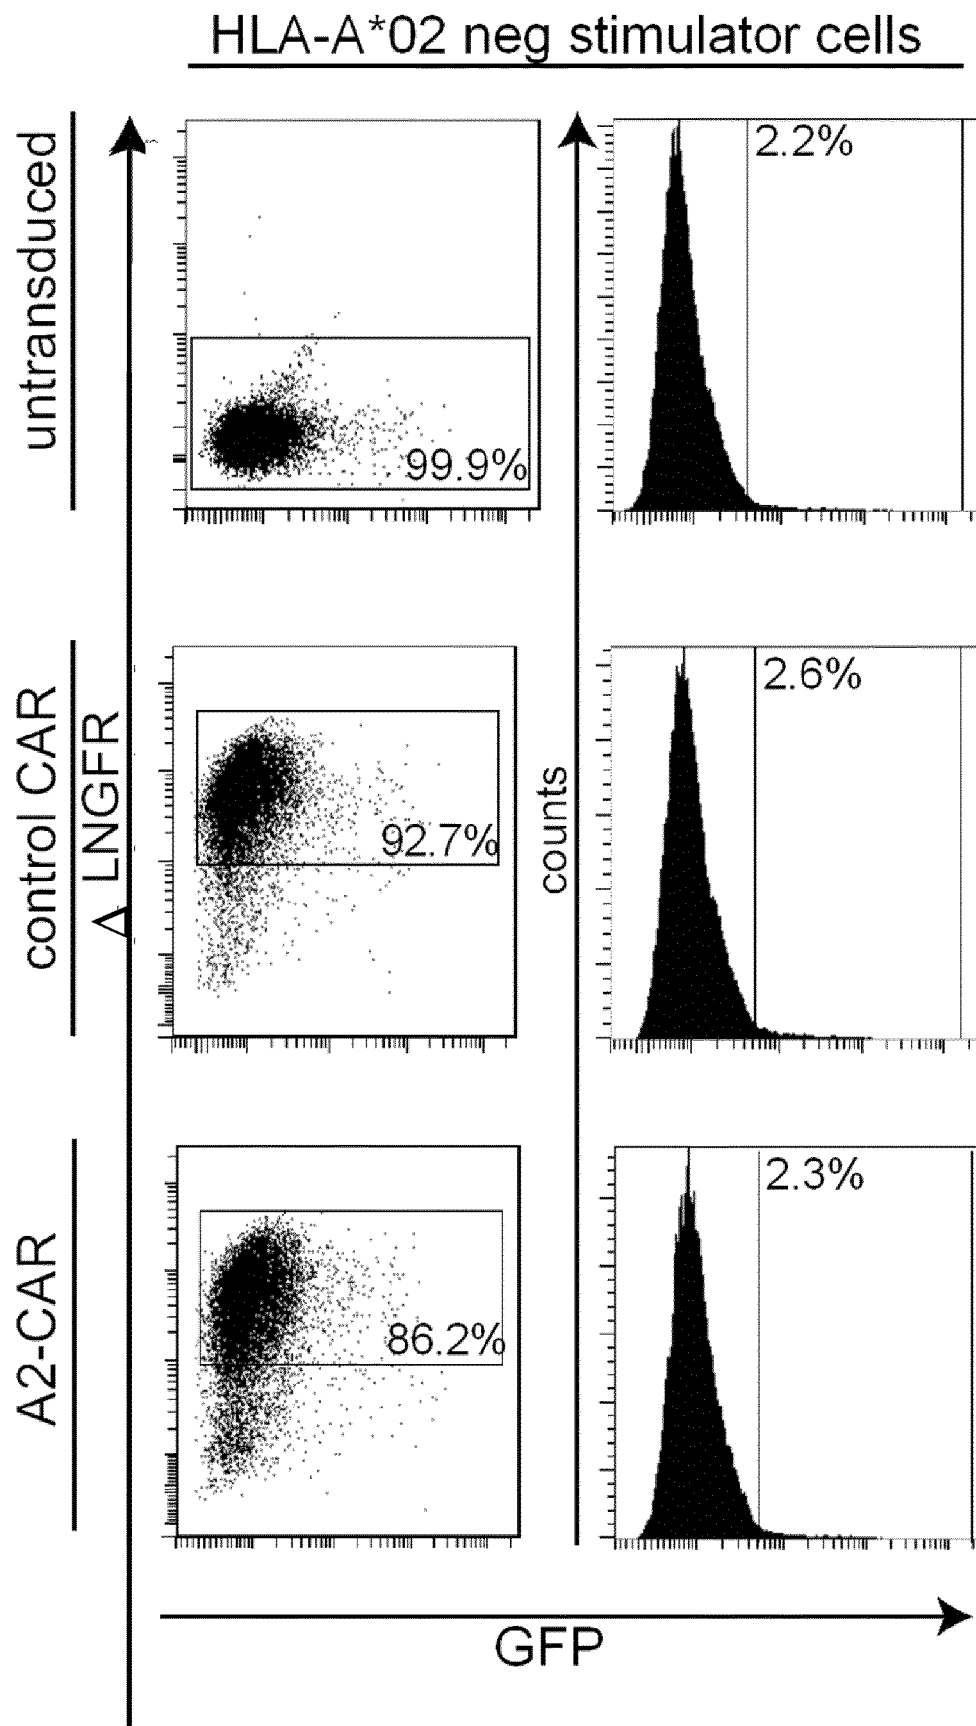 HLA-A*02 neg stimulator cells
untransduced
99.9%
2.2%
control CAR
Δ LNGFR
92.7%
counts
2.6%
A2-CAR
86.2%
2.3%
GFP